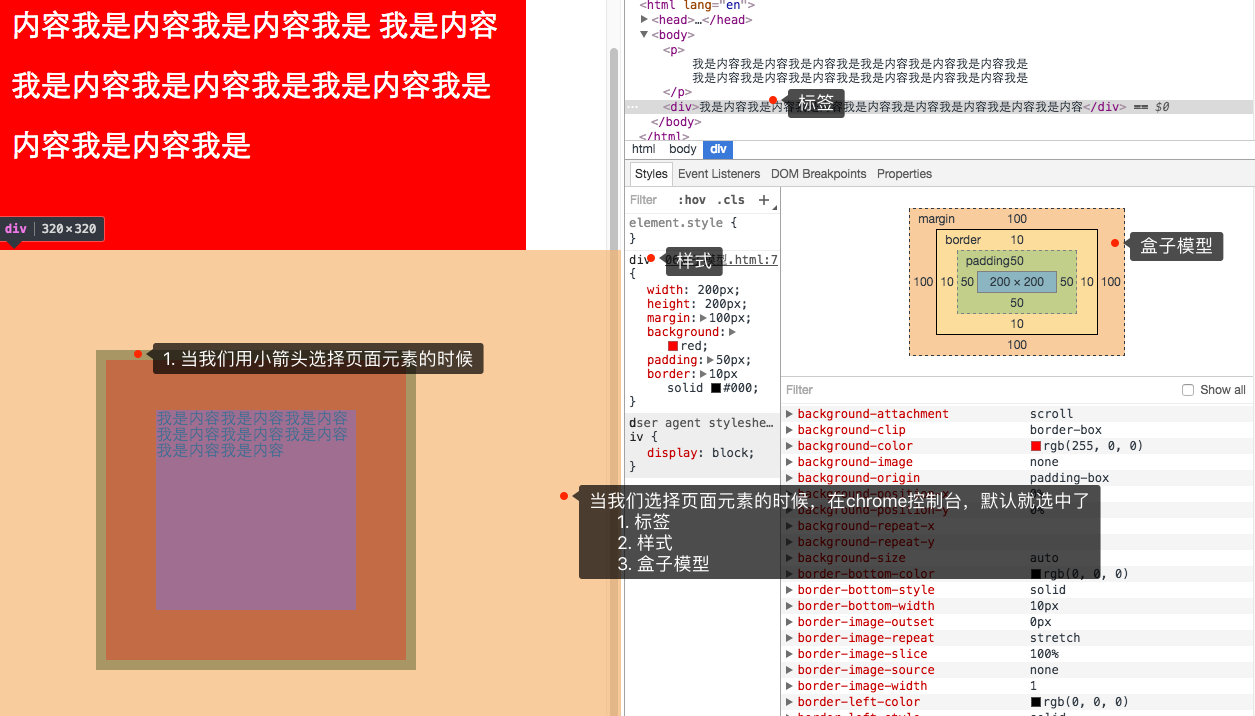 内容我是内容我是内容我是 我是内容
我是内容我是内容我是我是内容我是
内容我是内容我是
div 320×320
1. 当我们用小箭头选择页面元素的时候
我是内容我是内容我是内容
我是内容我是内容我是内容
我是内容我是内容
<html lang="en">
<head>…</head>
<body>
<p>
我是内容我是内容我是内容我是我是内容我是内容我是内容我是
我是内容我是内容我是内容我是我是内容我是内容我是内容我是
</p>
<div>我是内容我是内容我是内容我是内容我是内容我是内容我是内容我是内容</div> == $0
标签
</body>
</html>
html body div
Styles Event Listeners DOM Breakpoints Properties
Filter :hov .cls +
element.style {
}
div 模型.html:7
样式
{
width: 200px;
height: 200px;
margin: 100px;
background:
red;
padding: 50px;
border: 10px
solid #000;
}
user agent styleshe…
div {
display: block;
}
margin 100
border 10
padding 50
100 10 50 200 × 200 50 10 100
50
10
100
盒子模型
Filter Show all
当我们选择页面元素的时候，在chrome控制台，默认就选中了
1. 标签
2. 样式
3. 盒子模型
background-attachment scroll
background-clip border-box
background-color rgb(255, 0, 0)
background-image none
background-origin padding-box
background-position-x 0%
background-position-y 0%
background-repeat-x
background-repeat-y
background-size auto
border-bottom-color rgb(0, 0, 0)
border-bottom-style solid
border-bottom-width 10px
border-image-outset 0px
border-image-repeat stretch
border-image-slice 100%
border-image-source none
border-image-width 1
border-left-color rgb(0, 0, 0)
border-left-style solid